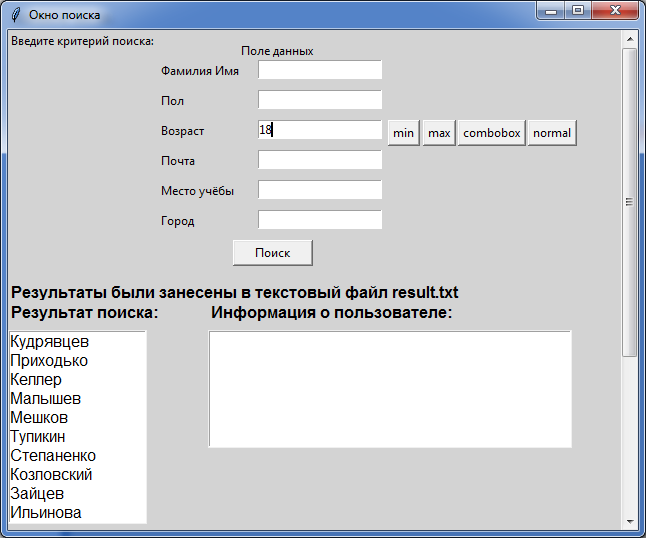 Окно поиска
Введите критерий поиска:
Поле данных
Фамилия Имя
Пол
Возраст 18 min max combobox normal
Почта
Место учёбы
Город
Поиск
Результаты были занесены в текстовый файл result.txt
Результат поиска: Информация о пользователе:
Кудрявцев
Приходько
Келлер
Малышев
Мешков
Тупикин
Степаненко
Козловский
Зайцев
Ильинова